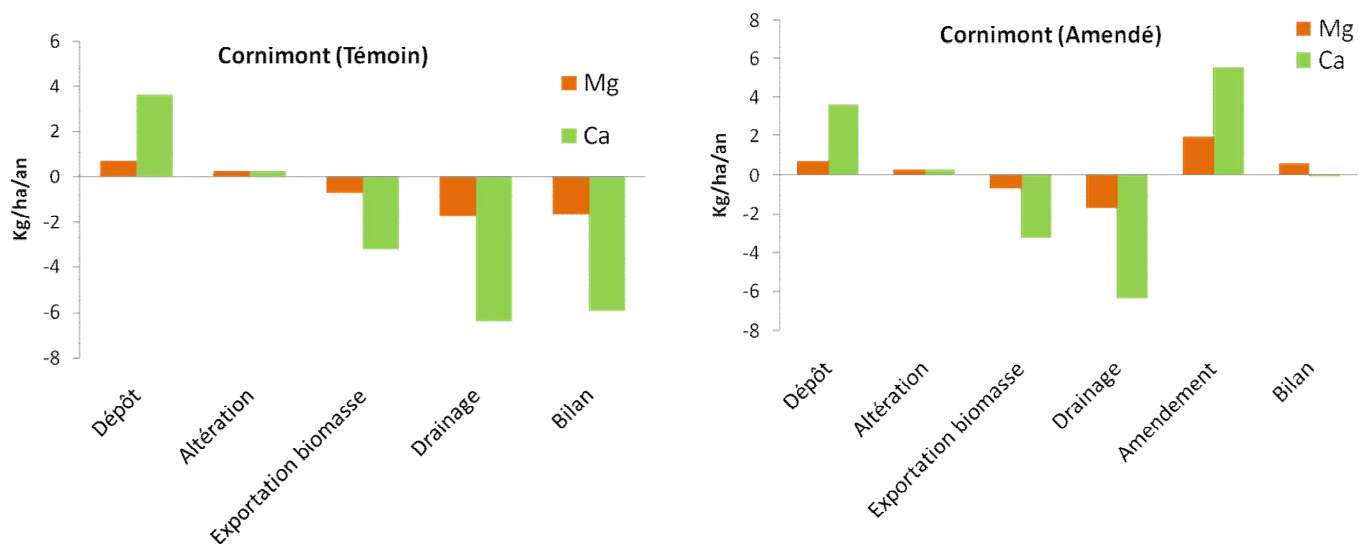 Cornimont (Témoin)
Mg
Ca
Kg/ha/an
6
4
2
0
-2
-4
-6
-8
Dépôt
Altération
Exportation biomasse
Drainage
Bilan
Cornimont (Amendé)
Mg
Ca
Kg/ha/an
8
6
4
2
0
-2
-4
-6
-8
Dépôt
Altération
Exportation biomasse
Drainage
Amendement
Bilan